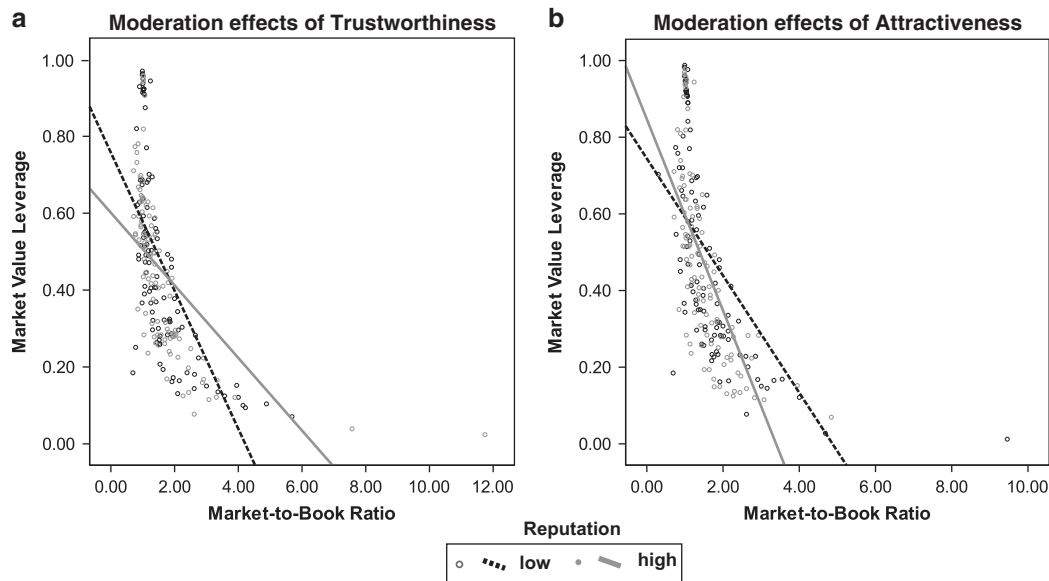 a Moderation effects of Trustworthiness
1.00
0.80
0.60
0.40
0.20
0.00
Market Value Leverage
0.00 2.00 4.00 6.00 8.00 10.00 12.00
Market-to-Book Ratio
b Moderation effects of Attractiveness
1.00
0.80
0.60
0.40
0.20
0.00
Market Value Leverage
0.00 2.00 4.00 6.00 8.00 10.00
Market-to-Book Ratio
Reputation
low high